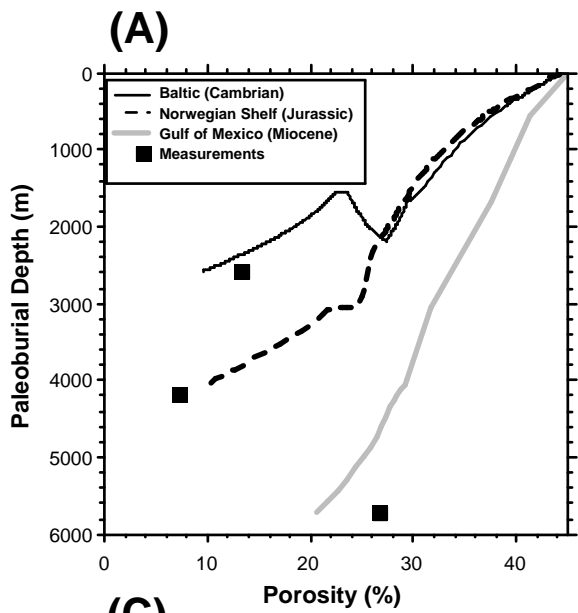 (A)
0
Baltic (Cambrian)
Norwegian Shelf (Jurassic)
Gulf of Mexico (Miocene)
Measurements
1000
2000
3000
4000
5000
6000
Paleoburial Depth (m)
0 10 20 30 40
Porosity (%)
(C)